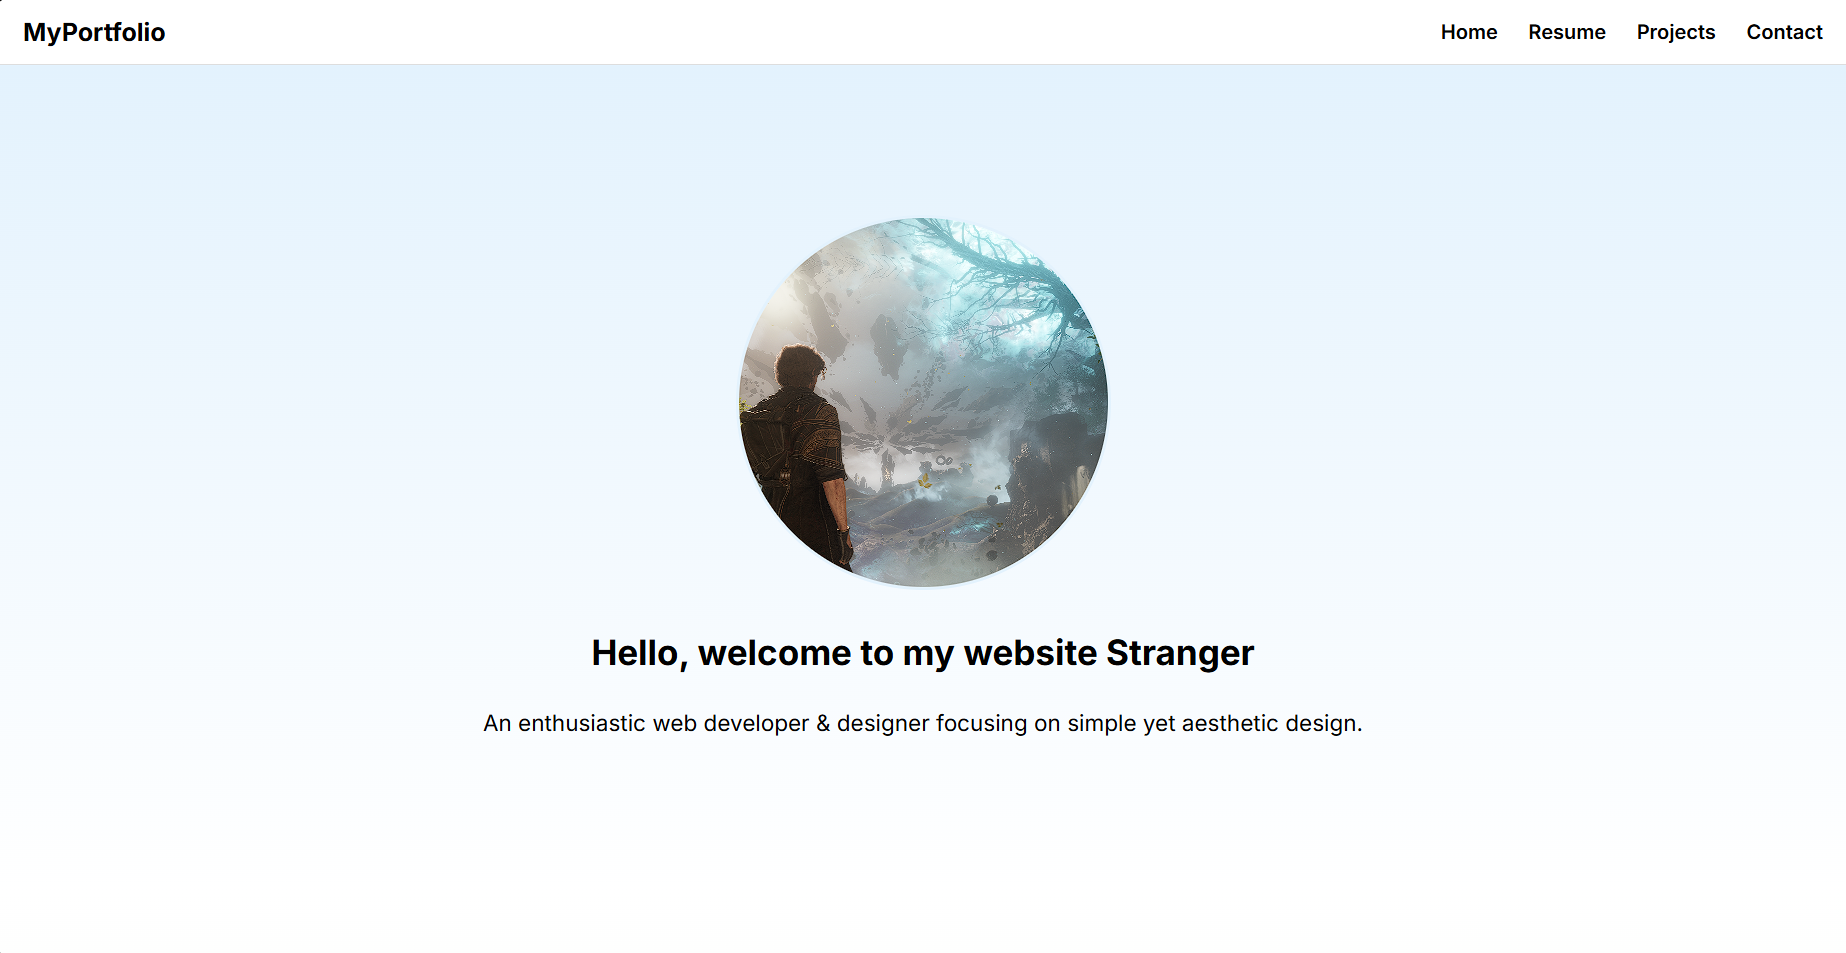 MyPortfolio
Home Resume Projects Contact
Hello, welcome to my website Stranger
An enthusiastic web developer & designer focusing on simple yet aesthetic design.